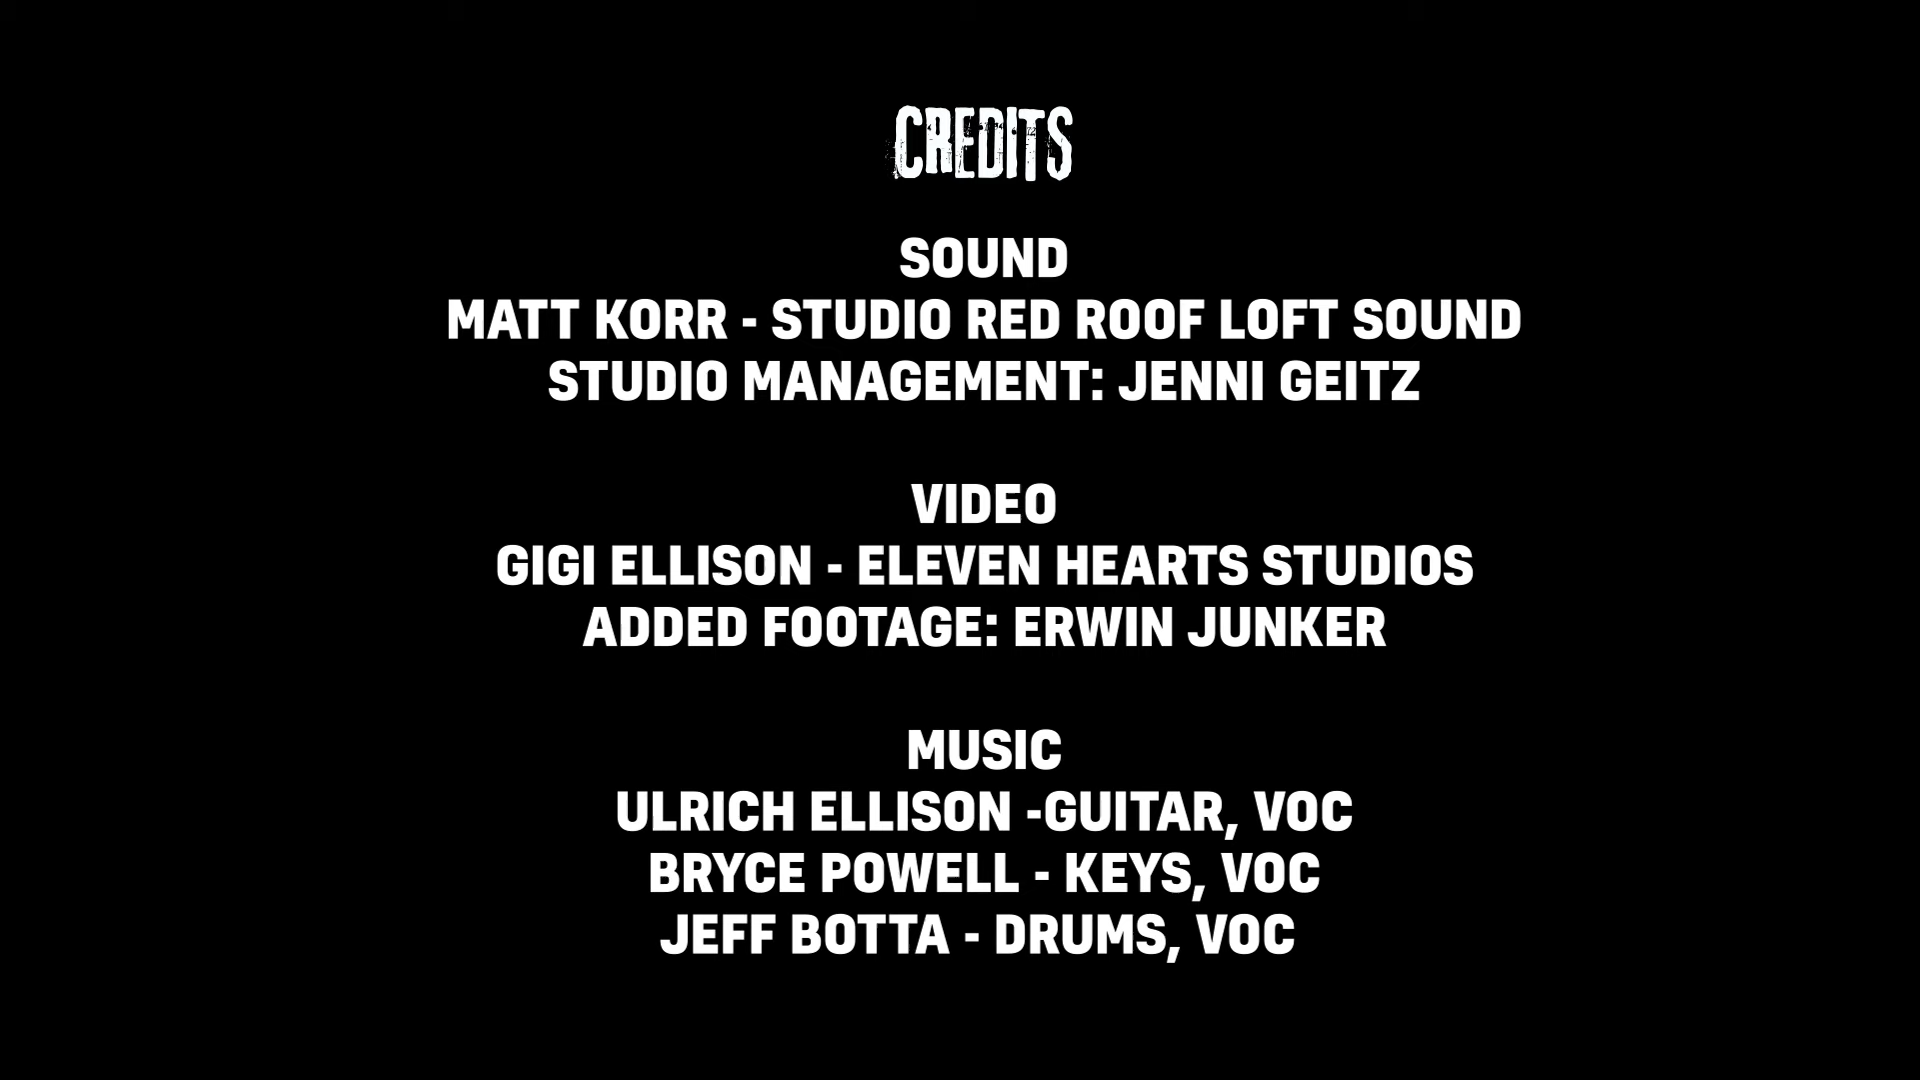 CREDITS
SOUND
MATT KORR - STUDIO RED ROOF LOFT SOUND
STUDIO MANAGEMENT: JENNI GEITZ
VIDEO
GIGI ELLISON - ELEVEN HEARTS STUDIOS
ADDED FOOTAGE: ERWIN JUNKER
MUSIC
ULRICH ELLISON -GUITAR, VOC
BRYCE POWELL - KEYS, VOC
JEFF BOTTA - DRUMS, VOC